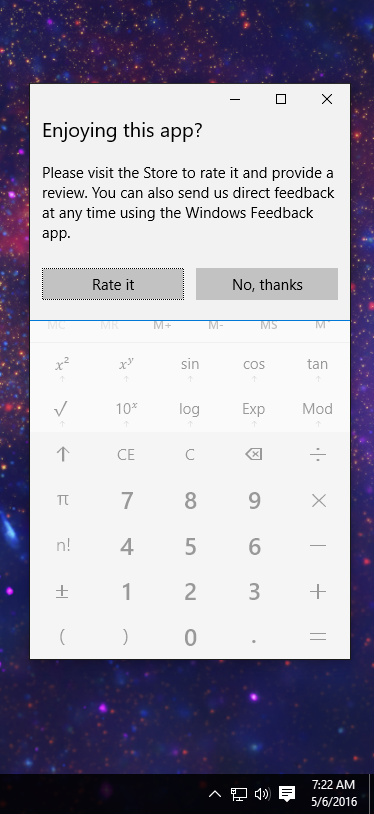 Enjoying this app?
Please visit the Store to rate it and provide a
review. You can also send us direct feedback
at any time using the Windows Feedback
app.
Rate it No, thanks
MC MR M+ M- MS M˅
x² xʸ sin cos tan
√ 10ˣ log Exp Mod
↑ CE C ⌫ ÷
π 7 8 9 ×
n! 4 5 6 −
± 1 2 3 +
( ) 0 . =
7:22 AM
5/6/2016